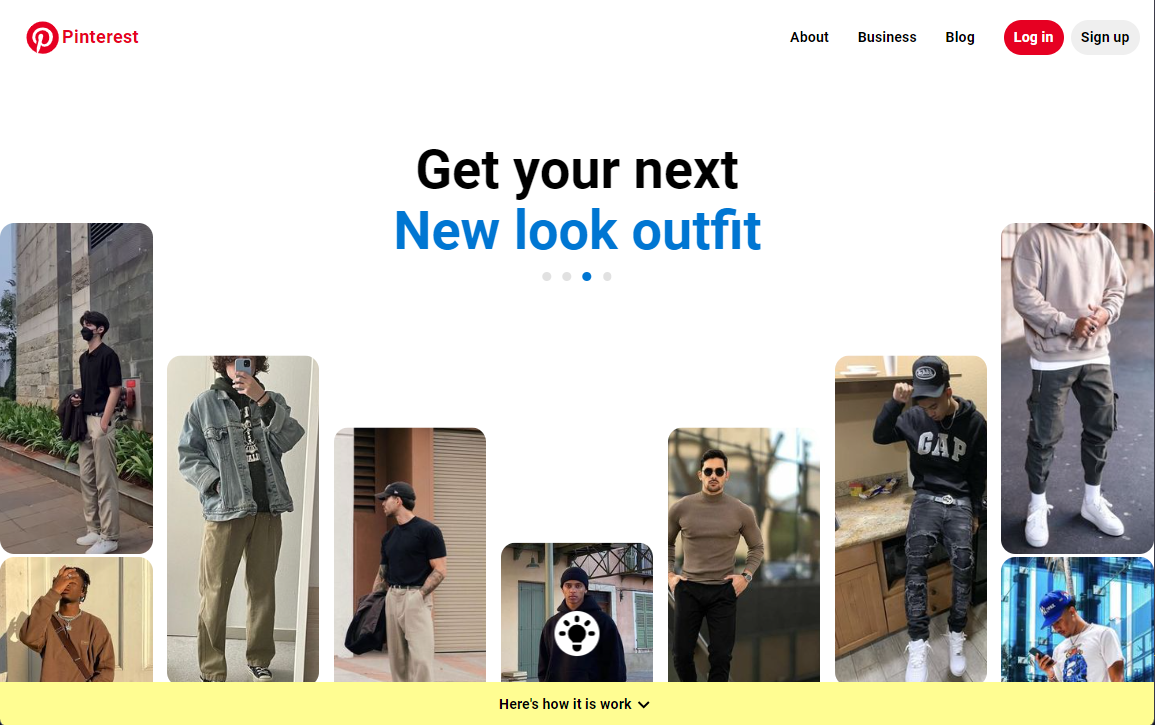 Pinterest
About
Business
Blog
Log in
Sign up
Get your next
New look outfit
GAP
Here's how it is work